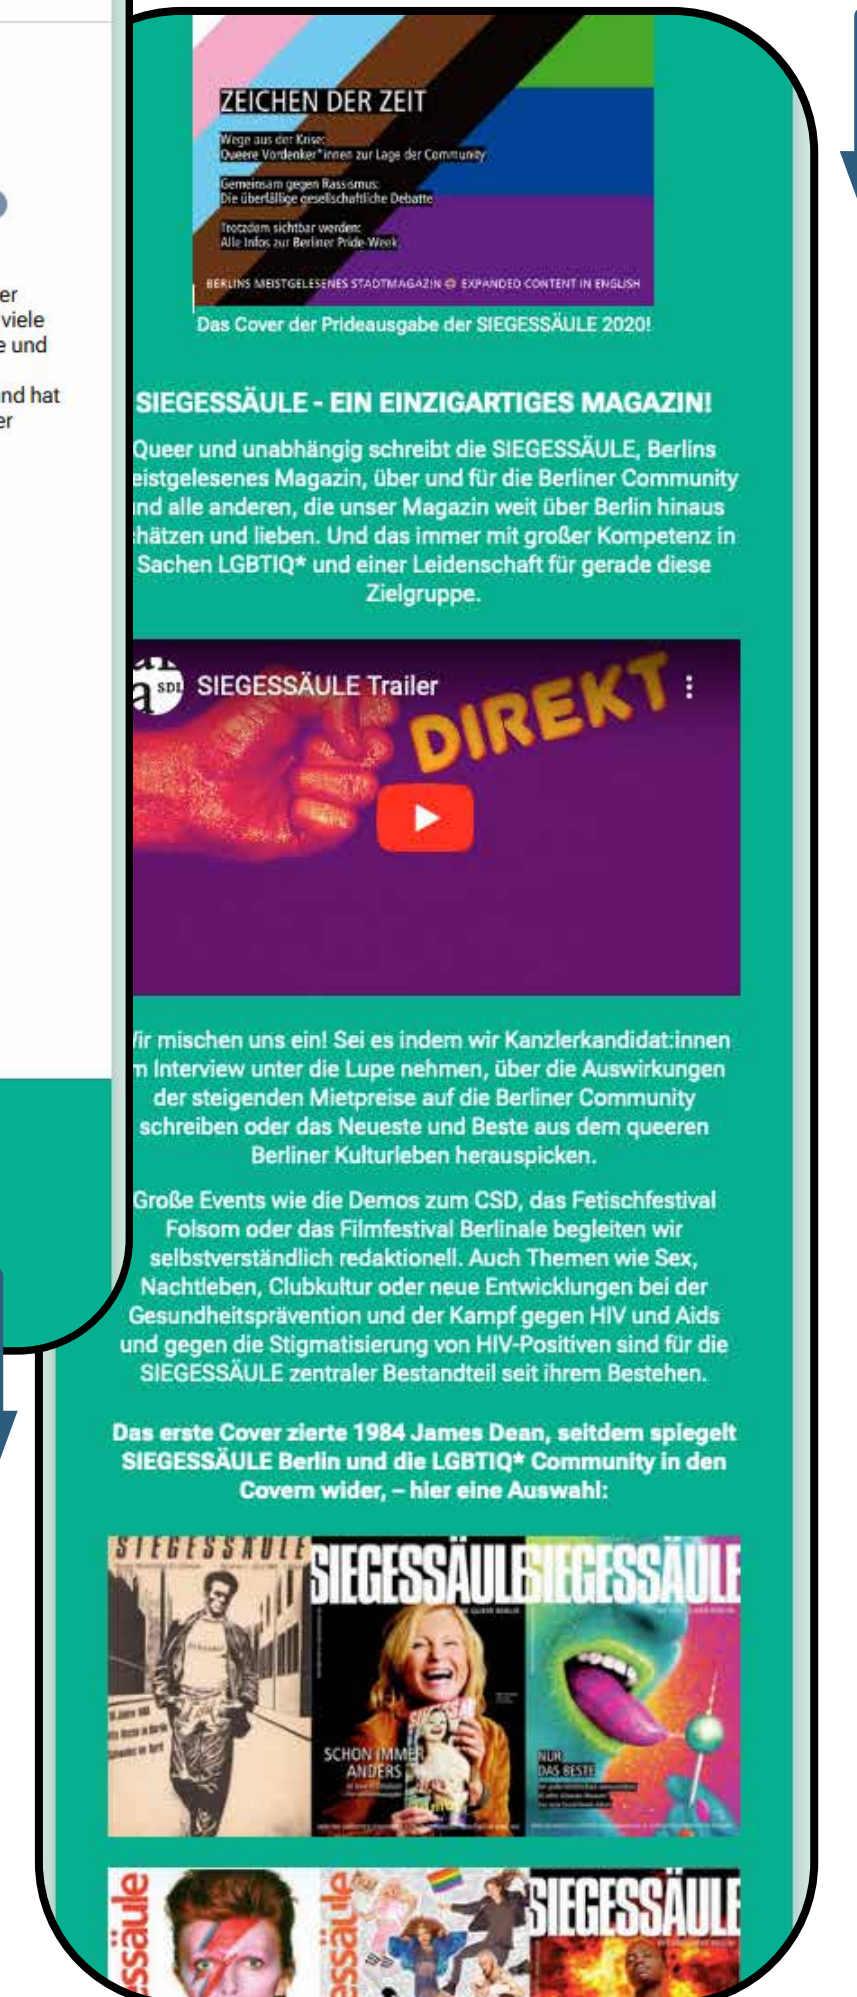 er
viele
e und
nd hat
er
ZEICHEN DER ZEIT
Wege aus der Krise:
Queere Vordenker*innen zur Lage der Community
Gemeinsam gegen Rassismus:
Die überfällige gesellschaftliche Debatte
Trotzdem sichtbar werden:
Alle Infos zur Berliner Pride-Week
BERLINS MEISTGELESENES STADTMAGAZIN EXPANDED CONTENT IN ENGLISH
Das Cover der Prideausgabe der SIEGESSÄULE 2020!
SIEGESSÄULE - EIN EINZIGARTIGES MAGAZIN!
Queer und unabhängig schreibt die SIEGESSÄULE, Berlins
eistgelesenes Magazin, über und für die Berliner Community
nd alle anderen, die unser Magazin weit über Berlin hinaus
hätzen und lieben. Und das immer mit großer Kompetenz in
Sachen LGBTIQ* und einer Leidenschaft für gerade diese
Zielgruppe.
SDL SIEGESSÄULE Trailer
DIREKT
ir mischen uns ein! Sei es indem wir Kanzlerkandidat:innen
m Interview unter die Lupe nehmen, über die Auswirkungen
der steigenden Mietpreise auf die Berliner Community
schreiben oder das Neueste und Beste aus dem queeren
Berliner Kulturleben herauspicken.
Große Events wie die Demos zum CSD, das Fetischfestival
Folsom oder das Filmfestival Berlinale begleiten wir
selbstverständlich redaktionell. Auch Themen wie Sex,
Nachtleben, Clubkultur oder neue Entwicklungen bei der
Gesundheitsprävention und der Kampf gegen HIV und Aids
und gegen die Stigmatisierung von HIV-Positiven sind für die
SIEGESSÄULE zentraler Bestandteil seit ihrem Bestehen.
Das erste Cover zierte 1984 James Dean, seitdem spiegelt
SIEGESSÄULE Berlin und die LGBTIQ* Community in den
Covern wider, – hier eine Auswahl:
SIEGESSÄULE
SIEGESSÄULE
SIEGESSÄULE
SIEGESSÄUL
SCHON IMMER
ANDERS
NUR
DAS BESTE
essäule
essäule
SIEGESSÄULE